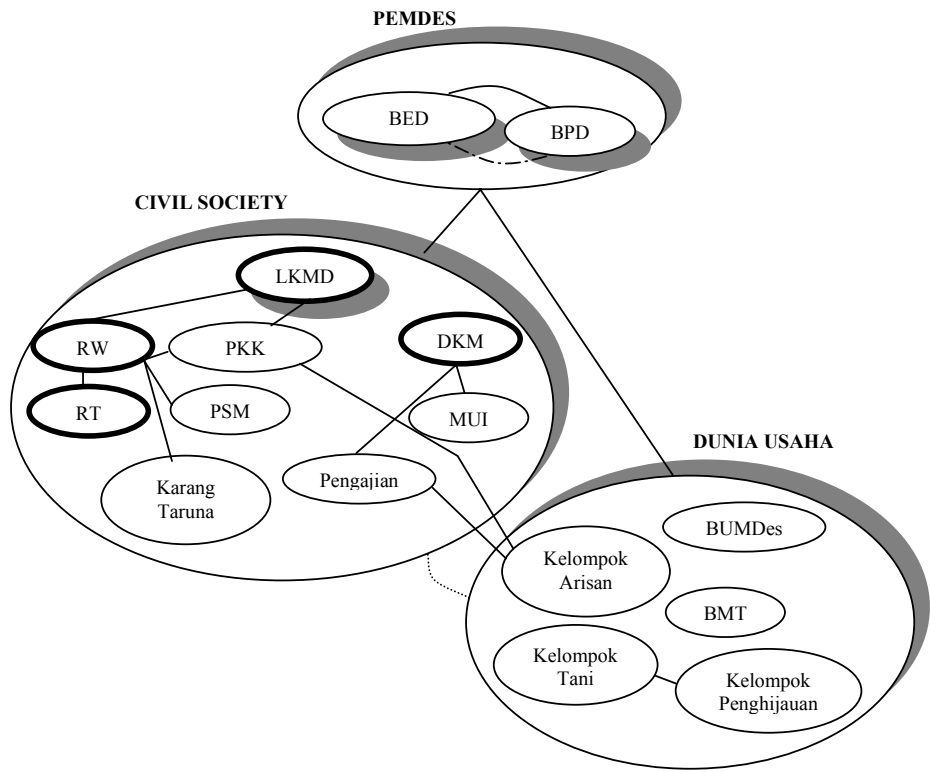 PEMDES
BED
BPD
CIVIL SOCIETY
LKMD
RW
PKK
DKM
RT
PSM
MUI
Pengajian
Karang
Taruna
DUNIA USAHA
BUMDes
Kelompok
Arisan
BMT
Kelompok
Tani
Kelompok
Penghijauan